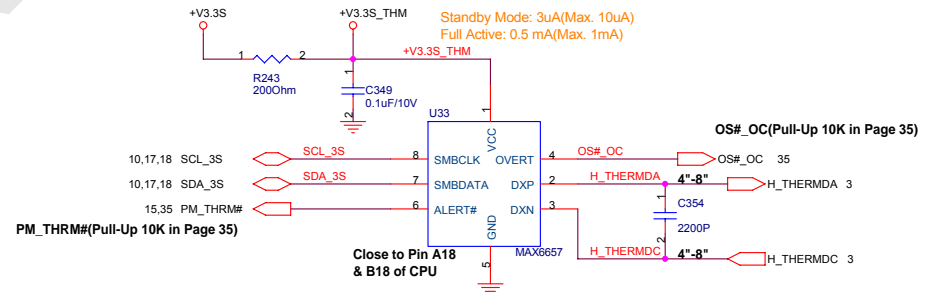 +V3.3S
+V3.3S_THM
Standby Mode: 3uA(Max. 10uA)
Full Active: 0.5 mA(Max. 1mA)
+V3.3S_THM
1
2
R243
200Ohm
1
C349
0.1uF/10V
2
U33
1
VCC
OS#_OC(Pull-Up 10K in Page 35)
10,17,18 SCL_3S
SCL_3S
8
SMBCLK
OVERT
4
OS#_OC
OS#_OC 35
10,17,18 SDA_3S
SDA_3S
7
SMBDATA
DXP
2
H_THERMDA
4"-8"
H_THERMDA 3
1
C354
2200P
2
15,35 PM_THRM#
6
ALERT#
DXN
3
PM_THRM#(Pull-Up 10K in Page 35)
GND
5
MAX6657
H_THERMDC
4"-8"
H_THERMDC 3
Close to Pin A18
& B18 of CPU